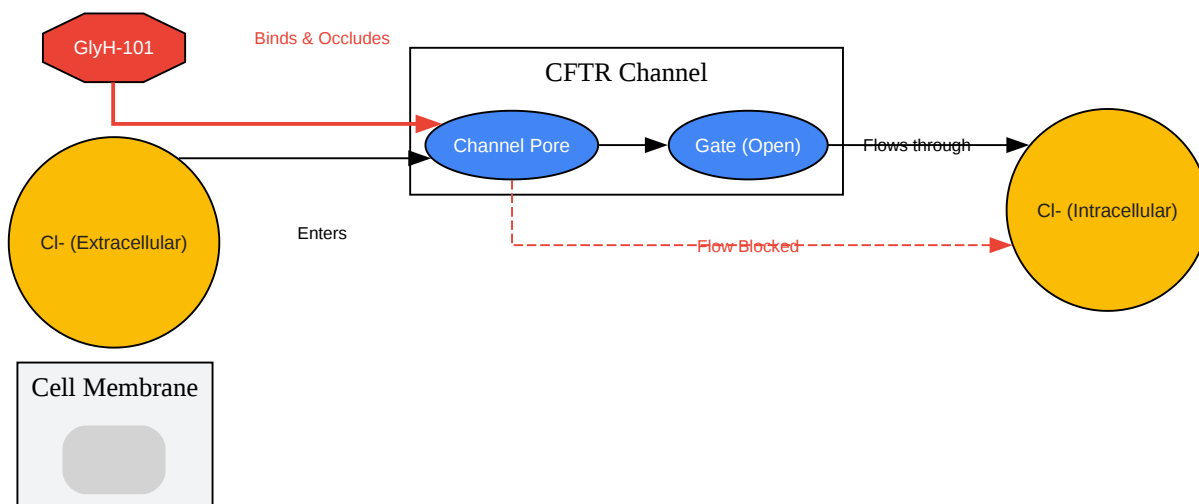 GlyH-101
Binds & Occludes
CFTR Channel
Channel Pore
Gate (Open)
Flows through
Cl- (Extracellular)
Cl- (Intracellular)
Enters
Flow Blocked
Cell Membrane